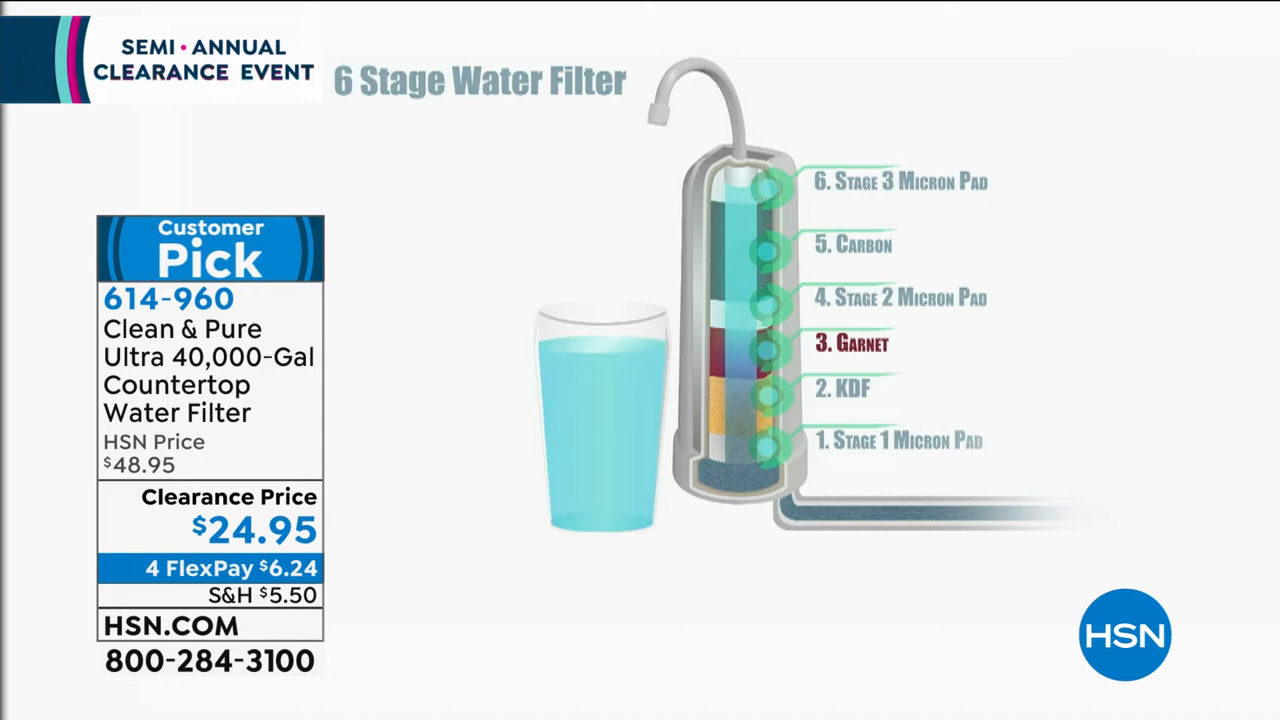 SEMI • ANNUAL
CLEARANCE EVENT
6 Stage Water Filter
6. Stage 3 Micron Pad
5. Carbon
4. Stage 2 Micron Pad
3. Garnet
2. KDF
1. Stage 1 Micron Pad
Customer
Pick
614-960
Clean & Pure
Ultra 40,000-Gal
Countertop
Water Filter
HSN Price
$48.95
Clearance Price
$24.95
4 FlexPay $6.24
S&H $5.50
HSN.COM
800-284-3100
HSN